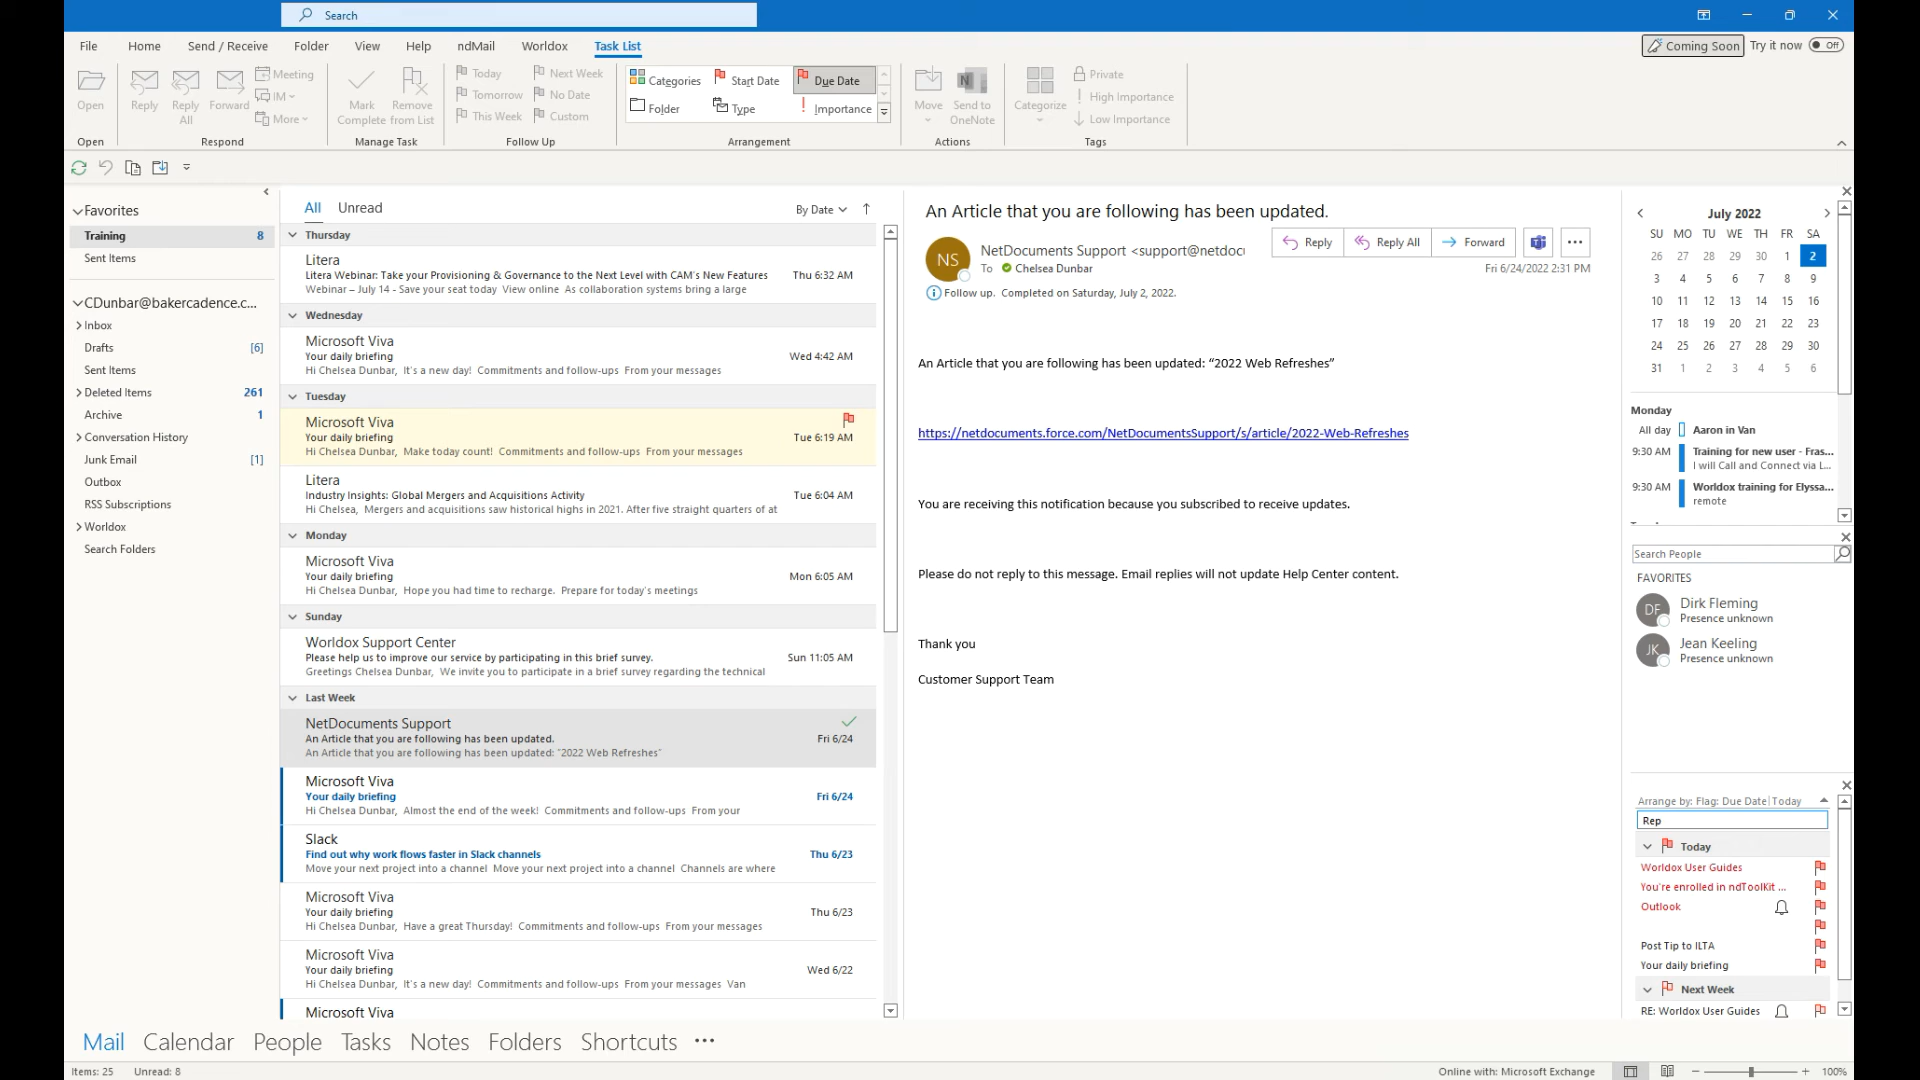 Search
File Home Send / Receive Folder View Help ndMail Worldox Task List
Coming Soon Try it now Off
Open
Open
Reply
Reply All
Forward
Meeting
IM
More
Respond
Mark Complete
Remove from List
Manage Task
Today
Tomorrow
This Week
Next Week
No Date
Custom
Follow Up
Categories Start Date Due Date
Folder Type Importance
Arrangement
Move
Send to OneNote
Actions
Categorize
Private
High Importance
Low Importance
Tags
Favorites
Training 8
Sent Items
CDunbar@bakercadence.c...
Inbox
Drafts [6]
Sent Items
Deleted Items 261
Archive 1
Conversation History
Junk Email [1]
Outbox
RSS Subscriptions
Worldox
Search Folders
All Unread By Date
Thursday
Litera
Litera Webinar: Take your Provisioning & Governance to the Next Level with CAM's New Features Thu 6:32 AM
Webinar – July 14 - Save your seat today View online As collaboration systems bring a large
Wednesday
Microsoft Viva
Your daily briefing Wed 4:42 AM
Hi Chelsea Dunbar, It's a new day! Commitments and follow-ups From your messages
Tuesday
Microsoft Viva
Your daily briefing Tue 6:19 AM
Hi Chelsea Dunbar, Make today count! Commitments and follow-ups From your messages
Litera
Industry Insights: Global Mergers and Acquisitions Activity Tue 6:04 AM
Hi Chelsea, Mergers and acquisitions saw historical highs in 2021. After five straight quarters of at
Monday
Microsoft Viva
Your daily briefing Mon 6:05 AM
Hi Chelsea Dunbar, Hope you had time to recharge. Prepare for today's meetings
Sunday
Worldox Support Center
Please help us to improve our service by participating in this brief survey. Sun 11:05 AM
Greetings Chelsea Dunbar, We invite you to participate in a brief survey regarding the technical
Last Week
NetDocuments Support
An Article that you are following has been updated. Fri 6/24
An Article that you are following has been updated: "2022 Web Refreshes"
Microsoft Viva
Your daily briefing Fri 6/24
Hi Chelsea Dunbar, Almost the end of the week! Commitments and follow-ups From your
Slack
Find out why work flows faster in Slack channels Thu 6/23
Move your next project into a channel Move your next project into a channel Channels are where
Microsoft Viva
Your daily briefing Thu 6/23
Hi Chelsea Dunbar, Have a great Thursday! Commitments and follow-ups From your messages
Microsoft Viva
Your daily briefing Wed 6/22
Hi Chelsea Dunbar, It's a new day! Commitments and follow-ups From your messages Van
Microsoft Viva
An Article that you are following has been updated.
NS
NetDocuments Support <support@netdocu
To Chelsea Dunbar
Reply Reply All Forward
Fri 6/24/2022 2:31 PM
Follow up. Completed on Saturday, July 2, 2022.
An Article that you are following has been updated: “2022 Web Refreshes”
https://netdocuments.force.com/NetDocumentsSupport/s/article/2022-Web-Refreshes
You are receiving this notification because you subscribed to receive updates.
Please do not reply to this message. Email replies will not update Help Center content.
Thank you
Customer Support Team
July 2022
SU MO TU WE TH FR SA
26 27 28 29 30 1 2
3 4 5 6 7 8 9
10 11 12 13 14 15 16
17 18 19 20 21 22 23
24 25 26 27 28 29 30
31 1 2 3 4 5 6
Monday
All day Aaron in Van
9:30 AM Training for new user - Fras...
I will Call and Connect via L...
9:30 AM Worldox training for Elyssa...
remote
Search People
FAVORITES
DF Dirk Fleming
Presence unknown
JK Jean Keeling
Presence unknown
Arrange by: Flag: Due Date | Today
Rep
Today
Worldox User Guides
You're enrolled in ndToolKit ...
Outlook
Post Tip to ILTA
Your daily briefing
Next Week
RE: Worldox User Guides
Mail Calendar People Tasks Notes Folders Shortcuts ...
Items: 25 Unread: 8 Online with: Microsoft Exchange 100%